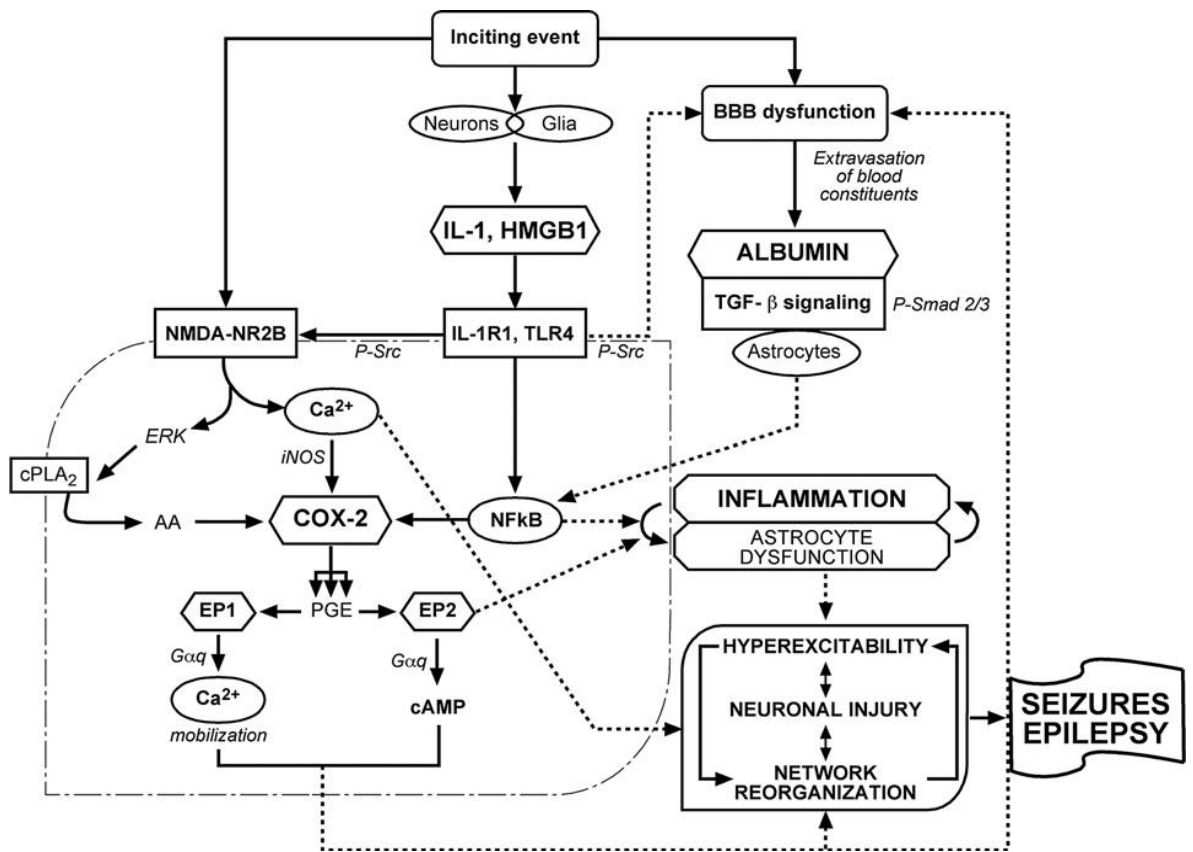 Inciting event
Neurons
Glia
BBB dysfunction
Extravasation
of blood
constituents
IL-1, HMGB1
ALBUMIN
TGF- β signaling
P-Smad 2/3
NMDA-NR2B
IL-1R1, TLR4
P-Src
P-Src
Astrocytes
Ca2+
ERK
iNOS
cPLA2
AA
COX-2
NFkB
INFLAMMATION
ASTROCYTE
DYSFUNCTION
EP1
PGE
EP2
Gαq
Gαq
Ca2+
mobilization
cAMP
HYPEREXCITABILITY
NEURONAL INJURY
NETWORK
REORGANIZATION
SEIZURES
EPILEPSY